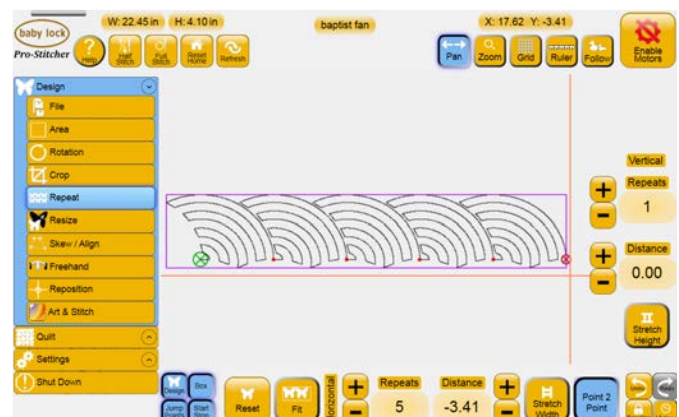 baby lock
Pro-Stitcher
W: 22.45 in H: 4.10 in
baptist fan
X: 17.62 Y: -3.41
Help
Half Stitch
Full Stitch
Reset Home
Refresh
Pan
Zoom
Grid
Ruler
Follow
Enable Motors
Design
File
Area
Rotation
Crop
Repeat
Resize
Skew / Align
Freehand
Reposition
Art & Stitch
Quilt
Settings
Shut Down
Vertical
Repeats
1
Distance
0.00
Stretch Height
Design
Box
Jump
Start
Reset
Fit
Horizontal
Repeats
5
Distance
-3.41
Stretch Width
Point 2 Point